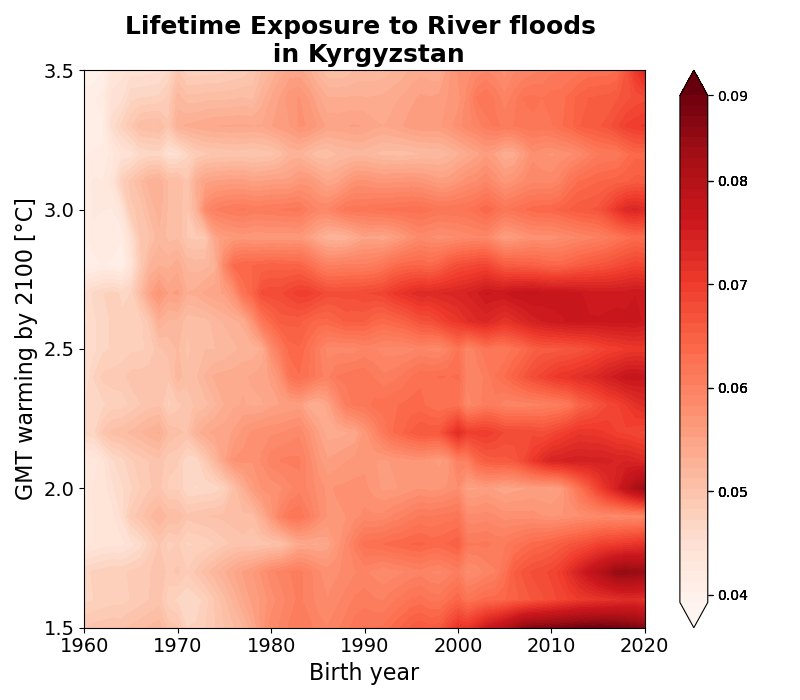 Lifetime Exposure to River floods
in Kyrgyzstan
3.5
3.0
2.5
2.0
1.5
GMT warming by 2100 [°C]
1960 1970 1980 1990 2000 2010 2020
Birth year
0.09
0.08
0.07
0.06
0.05
0.04